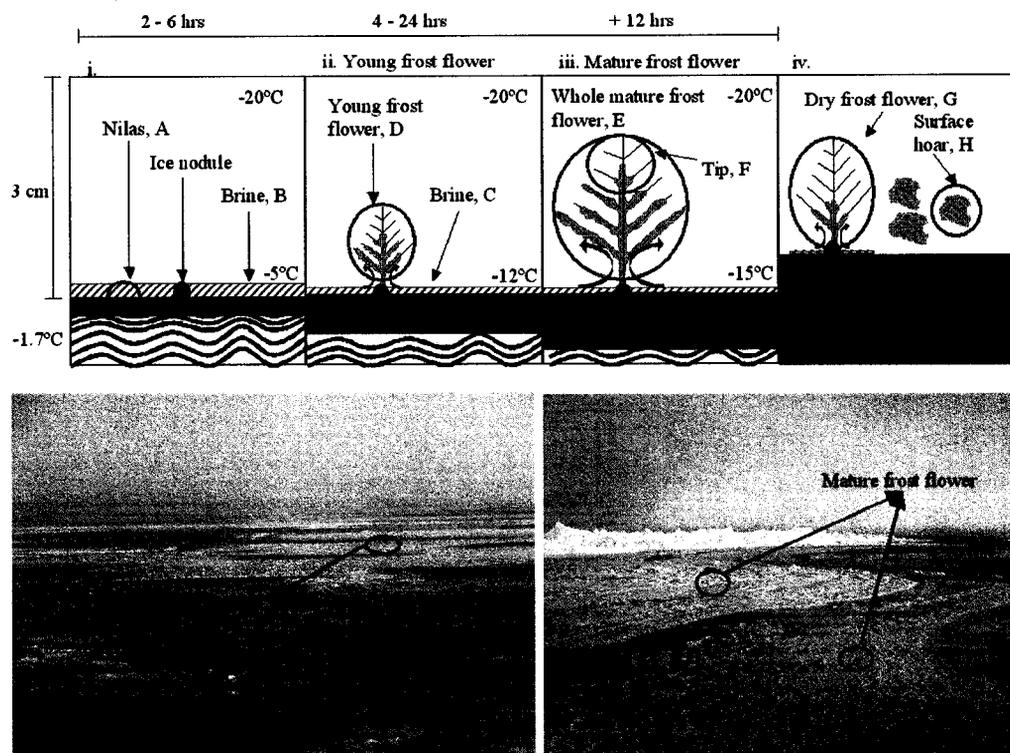 2 - 6 hrs
4 - 24 hrs
+ 12 hrs
i.
ii. Young frost flower
iii. Mature frost flower
iv.
-20°C
Nilas, A
Ice nodule
Brine, B
-5°C
3 cm
-1.7°C
Young frost
flower, D
-20°C
Brine, C
-12°C
Whole mature frost
flower, E
-20°C
Tip, F
-15°C
Dry frost flower, G
Surface
hoar, H
Mature frost flower